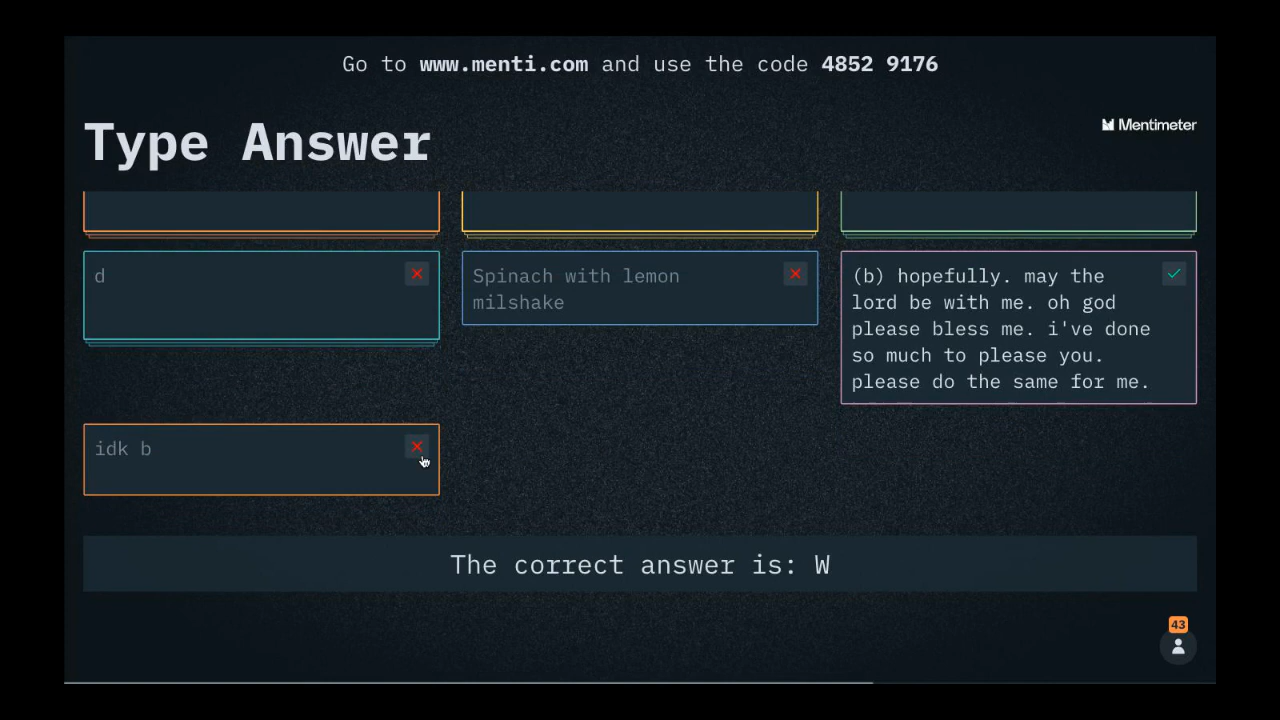 Go to www.menti.com and use the code 4852 9176
Type Answer
Mentimeter
d
Spinach with lemon
milshake
(b) hopefully. may the
lord be with me. oh god
please bless me. i've done
so much to please you.
please do the same for me.
idk b
The correct answer is: W
43